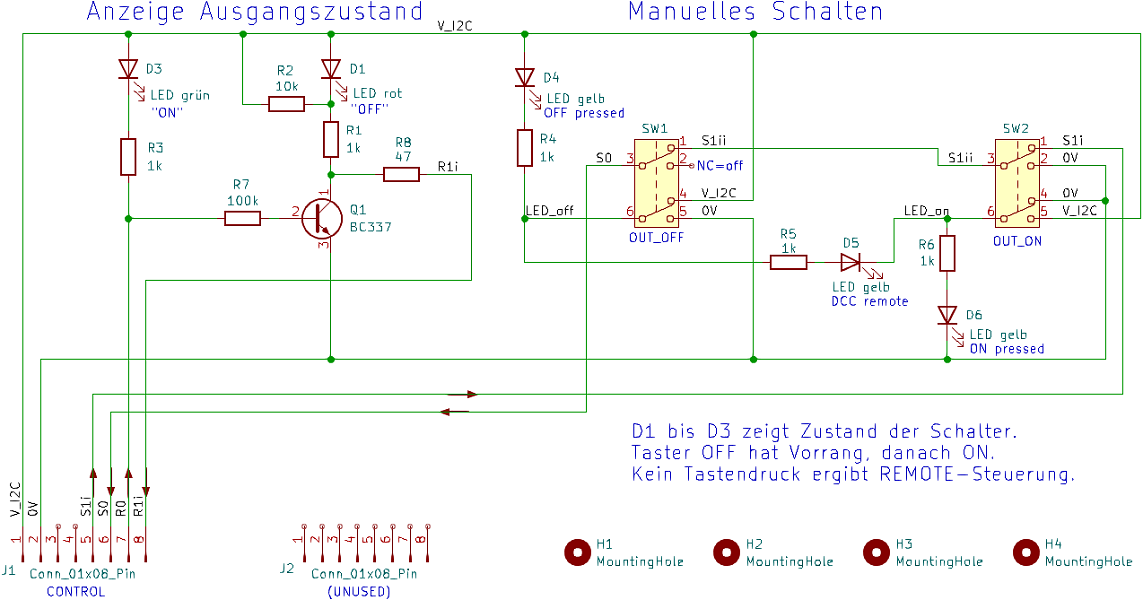 Anzeige Ausgangszustand
Manuelles Schalten
V_I2C
D3
LED grün
"ON"
R3
1k
R2
10k
D1
LED rot
"OFF"
R1
1k
R8
47
R1i
R7
100k
1
2
3
Q1
BC337
D4
LED gelb
OFF pressed
R4
1k
SW1
S0
3
1
S1ii
2
NC=off
4
V_I2C
LED_off
6
5
0V
OUT_OFF
SW2
S1ii
3
1
S1i
2
0V
4
0V
LED_on
6
5
V_I2C
OUT_ON
R5
1k
D5
LED gelb
DCC remote
R6
1k
D6
LED gelb
ON pressed
D1 bis D3 zeigt Zustand der Schalter.
Taster OFF hat Vorrang, danach ON.
Kein Tastendruck ergibt REMOTE-Steuerung.
V_I2C
0V
S1i
S0
R0
R1i
1
2
3
4
5
6
7
8
J1
Conn_01x08_Pin
CONTROL
1
2
3
4
5
6
7
8
J2
Conn_01x08_Pin
(UNUSED)
H1
MountingHole
H2
MountingHole
H3
MountingHole
H4
MountingHole